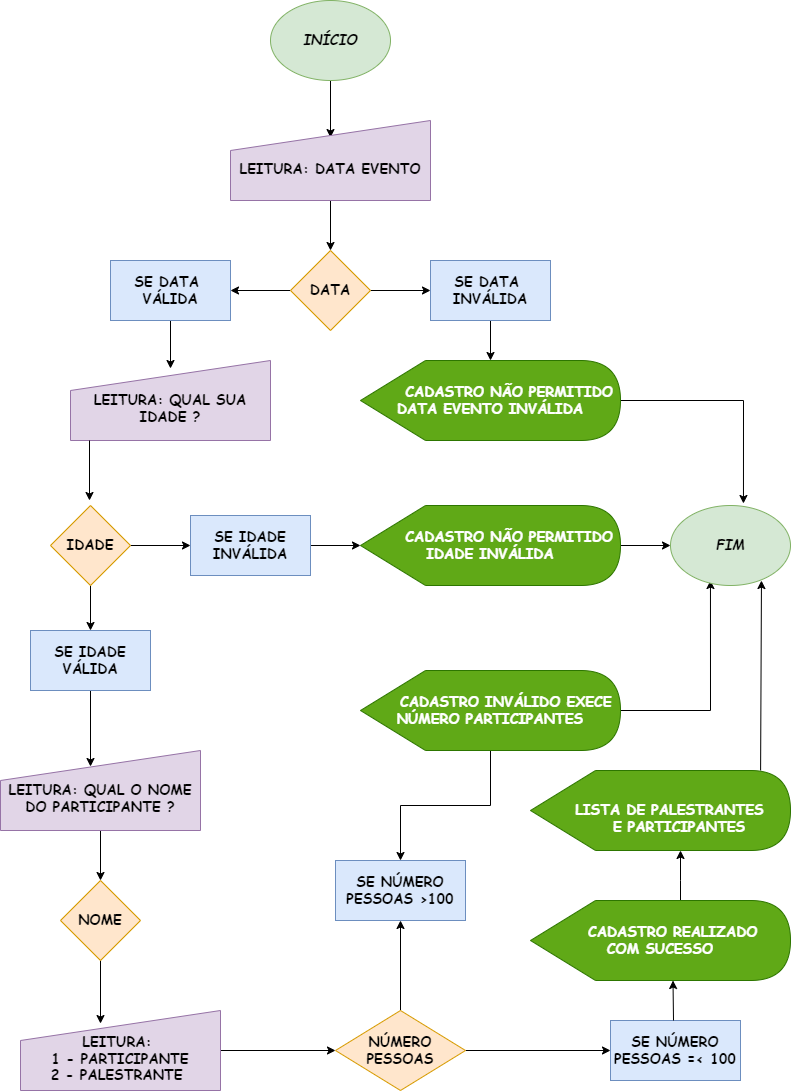 INÍCIO
LEITURA: DATA EVENTO
SE DATA
VÁLIDA
DATA
SE DATA
INVÁLIDA
LEITURA: QUAL SUA
IDADE ?
CADASTRO NÃO PERMITIDO
DATA EVENTO INVÁLIDA
IDADE
SE IDADE
INVÁLIDA
CADASTRO NÃO PERMITIDO
IDADE INVÁLIDA
FIM
SE IDADE
VÁLIDA
CADASTRO INVÁLIDO EXECE
NÚMERO PARTICIPANTES
LEITURA: QUAL O NOME
DO PARTICIPANTE ?
LISTA DE PALESTRANTES
E PARTICIPANTES
SE NÚMERO
PESSOAS >100
NOME
CADASTRO REALIZADO
COM SUCESSO
LEITURA:
1 - PARTICIPANTE
2 - PALESTRANTE
NÚMERO
PESSOAS
SE NÚMERO
PESSOAS =< 100